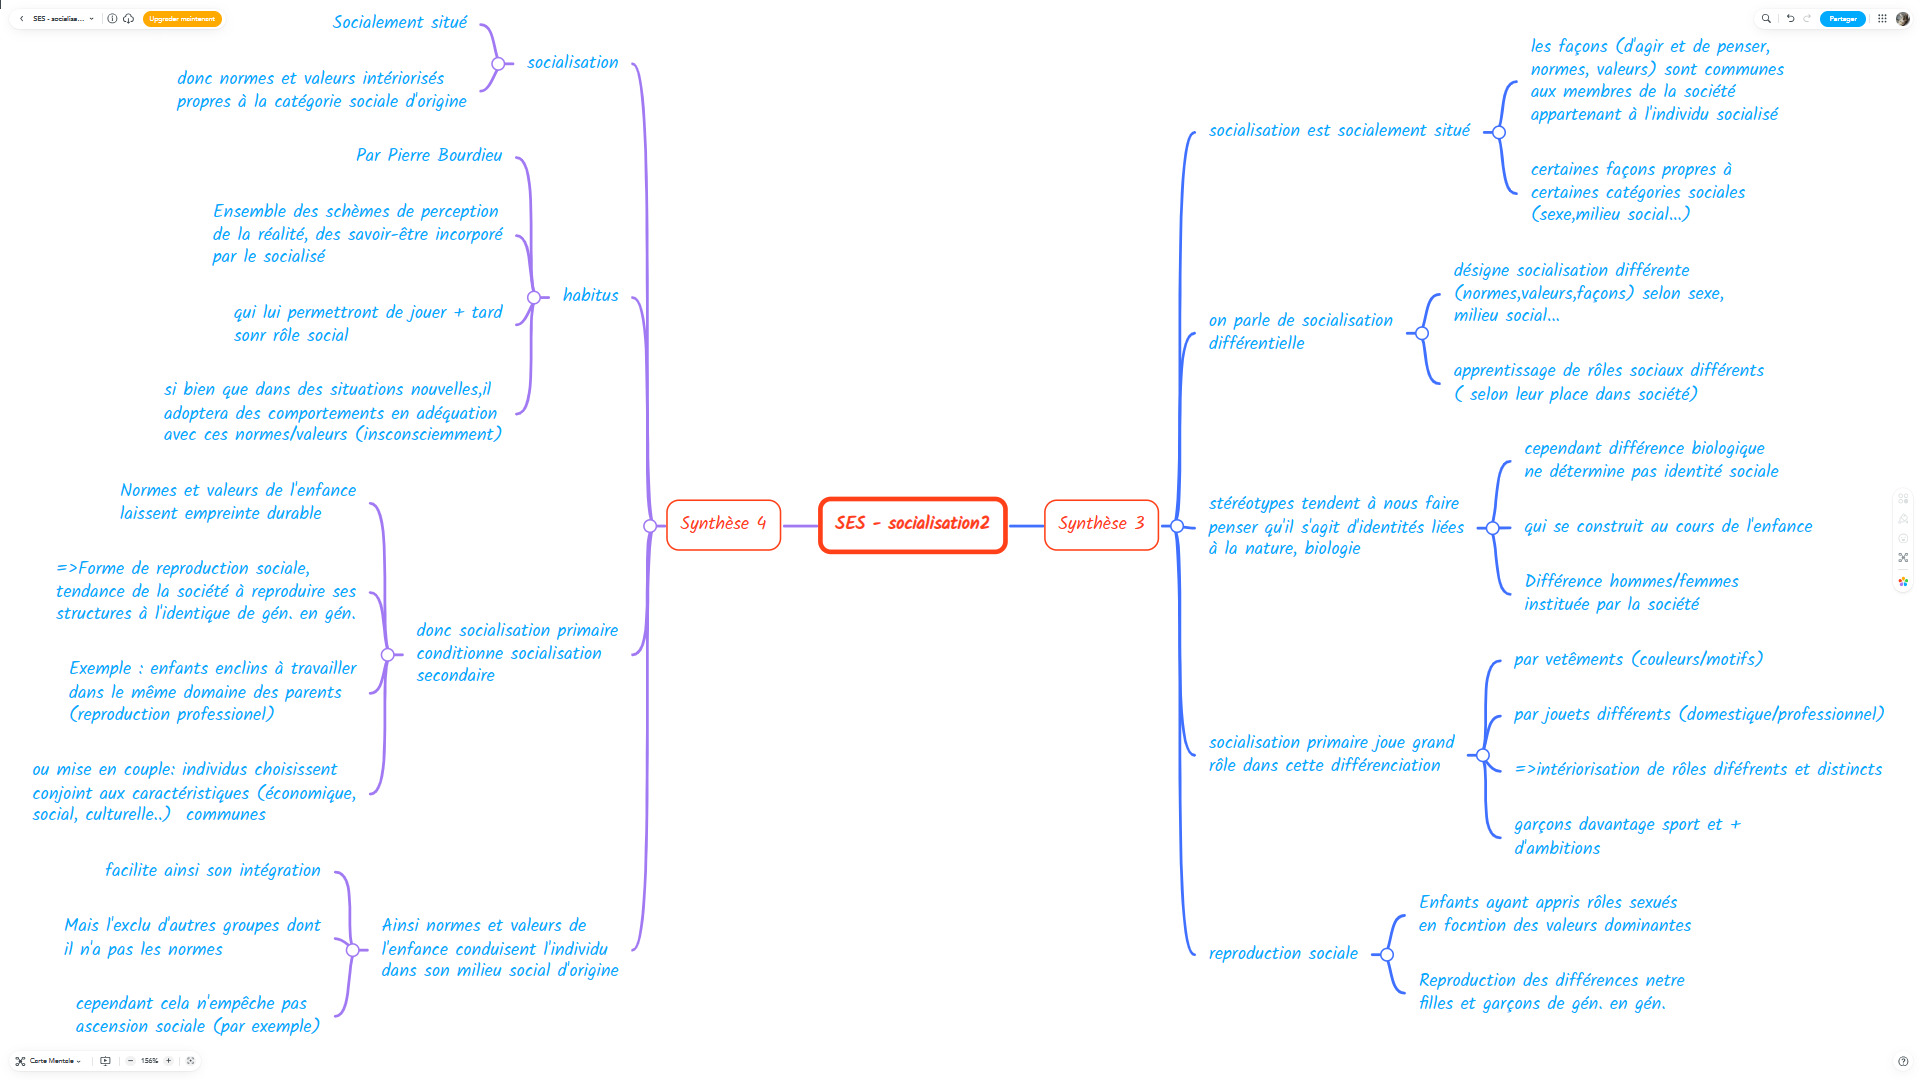 SES - socialise...
Upgrader maintenant
Partager
Socialement situé
donc normes et valeurs intériorisés
propres à la catégorie sociale d'origine
socialisation
Par Pierre Bourdieu
Ensemble des schèmes de perception
de la réalité, des savoir-être incorporé
par le socialisé
qui lui permettront de jouer + tard
sonr rôle social
si bien que dans des situations nouvelles,il
adoptera des comportements en adéquation
avec ces normes/valeurs (insconsciemment)
habitus
Normes et valeurs de l'enfance
laissent empreinte durable
=>Forme de reproduction sociale,
tendance de la société à reproduire ses
structures à l'identique de gén. en gén.
Exemple : enfants enclins à travailler
dans le même domaine des parents
(reproduction professionel)
ou mise en couple: individus choisissent
conjoint aux caractéristiques (économique,
social, culturelle..) communes
donc socialisation primaire
conditionne socialisation
secondaire
facilite ainsi son intégration
Mais l'exclu d'autres groupes dont
il n'a pas les normes
cependant cela n'empêche pas
ascension sociale (par exemple)
Ainsi normes et valeurs de
l'enfance conduisent l'individu
dans son milieu social d'origine
Synthèse 4
SES - socialisation2
Synthèse 3
socialisation est socialement situé
les façons (d'agir et de penser,
normes, valeurs) sont communes
aux membres de la société
appartenant à l'individu socialisé
certaines façons propres à
certaines catégories sociales
(sexe,milieu social...)
on parle de socialisation
différentielle
désigne socialisation différente
(normes,valeurs,façons) selon sexe,
milieu social...
apprentissage de rôles sociaux différents
( selon leur place dans société)
stéréotypes tendent à nous faire
penser qu'il s'agit d'identités liées
à la nature, biologie
cependant différence biologique
ne détermine pas identité sociale
qui se construit au cours de l'enfance
Différence hommes/femmes
instituée par la société
socialisation primaire joue grand
rôle dans cette différenciation
par vetêments (couleurs/motifs)
par jouets différents (domestique/professionnel)
=>intériorisation de rôles diféfrents et distincts
garçons davantage sport et +
d'ambitions
reproduction sociale
Enfants ayant appris rôles sexués
en focntion des valeurs dominantes
Reproduction des différences netre
filles et garçons de gén. en gén.
Carte Mentale
156%